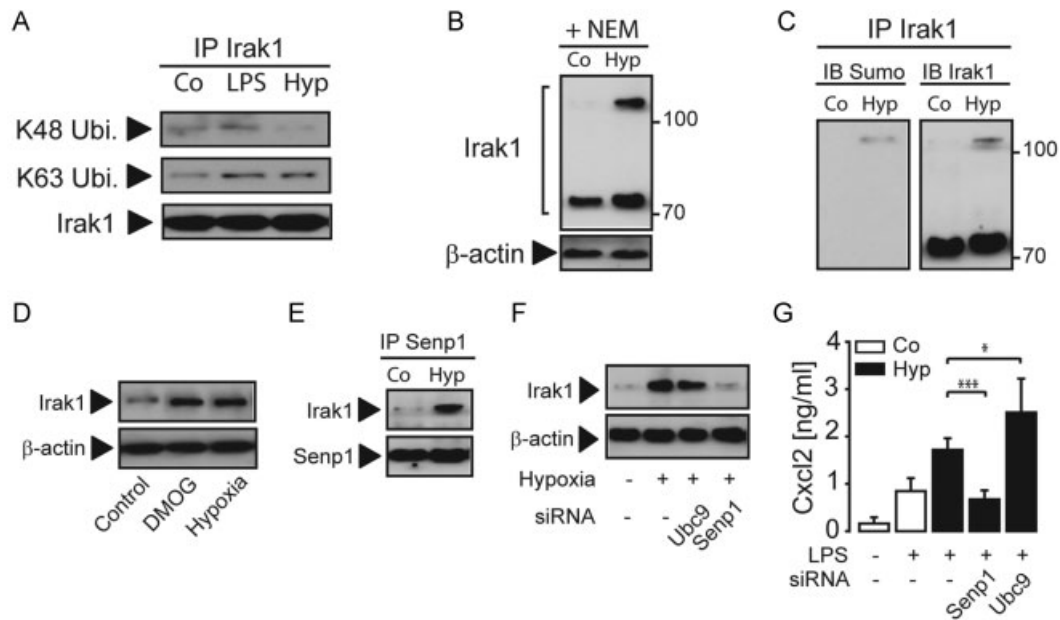 A
IP Irak1
Co LPS Hyp
K48 Ubi.
K63 Ubi.
Irak1
B
+ NEM
Co Hyp
Irak1
100
70
β-actin
C
IP Irak1
IB Sumo IB Irak1
Co Hyp Co Hyp
100
70
D
Irak1
β-actin
Control DMOG Hypoxia
E
IP Senp1
Co Hyp
Irak1
Senp1
F
Irak1
β-actin
Hypoxia - + + +
siRNA - - Ubc9 Senp1
G
Co
Hyp
*
***
Cxcl2 [ng/ml]
4
3
2
1
0
LPS - + + + +
siRNA - - - Senp1 Ubc9